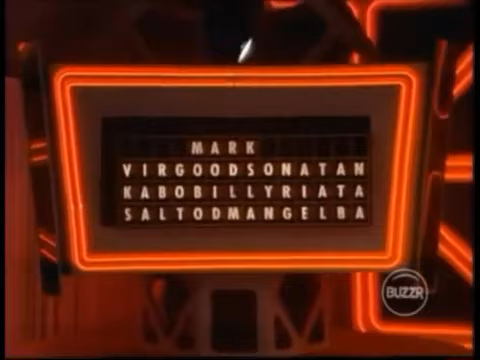 MARK
VIRGOODSONATAN
KABOBILLYRIATA
SALTODMANGELBA
BUZZR